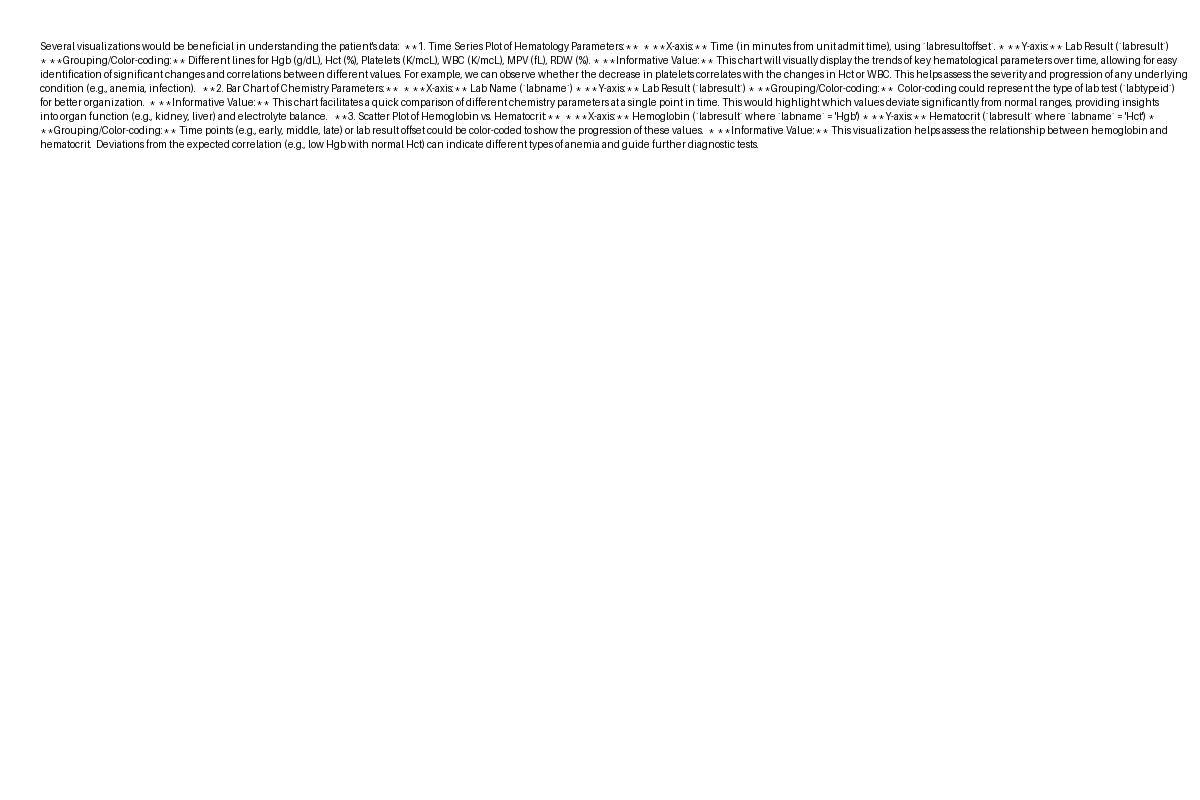 Several visualizations would be beneficial in understanding the patient's data:  **1. Time Series Plot of Hematology Parameters:**  * **X-axis:** Time (in minutes from unit admit time), using `labresultoffset`. * **Y-axis:** Lab Result (`labresult`)
* **Grouping/Color-coding:** Different lines for Hgb (g/dL), Hct (%), Platelets (K/mcL), WBC (K/mcL), MPV (fL), RDW (%). * **Informative Value:** This chart will visually display the trends of key hematological parameters over time, allowing for easy
identification of significant changes and correlations between different values. For example, we can observe whether the decrease in platelets correlates with the changes in Hct or WBC. This helps assess the severity and progression of any underlying
condition (e.g., anemia, infection).   **2. Bar Chart of Chemistry Parameters:**  * **X-axis:** Lab Name (`labname`) * **Y-axis:** Lab Result (`labresult`) * **Grouping/Color-coding:**  Color-coding could represent the type of lab test (`labtypeid`)
for better organization.  * **Informative Value:** This chart facilitates a quick comparison of different chemistry parameters at a single point in time. This would highlight which values deviate significantly from normal ranges, providing insights
into organ function (e.g., kidney, liver) and electrolyte balance.   **3. Scatter Plot of Hemoglobin vs. Hematocrit:**  * **X-axis:** Hemoglobin (`labresult` where `labname` = 'Hgb') * **Y-axis:** Hematocrit (`labresult` where `labname` = 'Hct') *
**Grouping/Color-coding:** Time points (e.g., early, middle, late) or lab result offset could be color-coded to show the progression of these values.  * **Informative Value:** This visualization helps assess the relationship between hemoglobin and
hematocrit.  Deviations from the expected correlation (e.g., low Hgb with normal Hct) can indicate different types of anemia and guide further diagnostic tests.